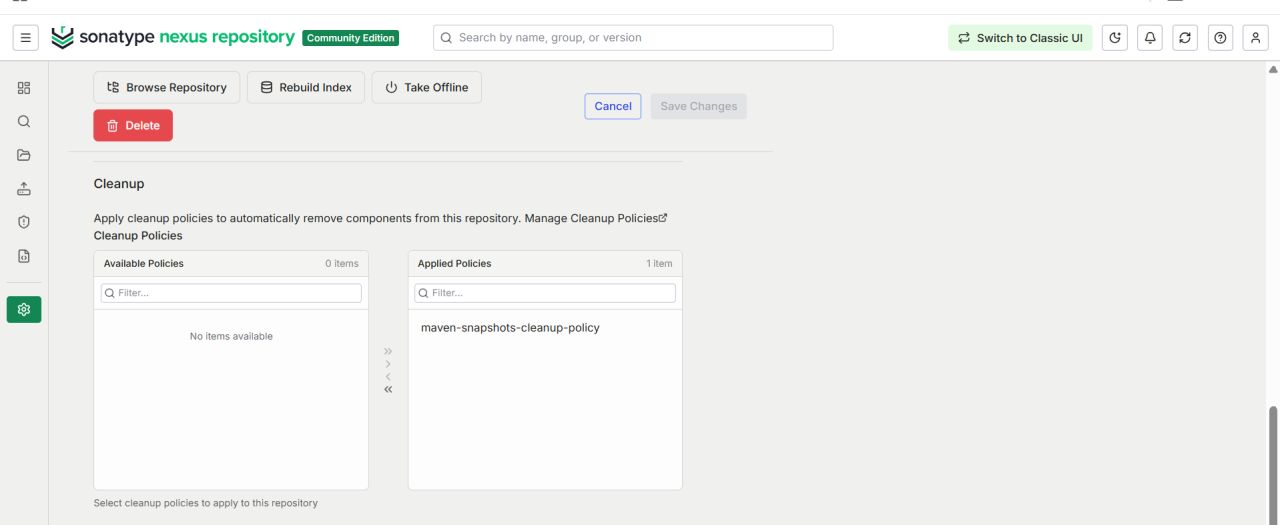 sonatype nexus repository Community Edition
Search by name, group, or version
Switch to Classic UI
Browse Repository
Rebuild Index
Take Offline
Cancel
Save Changes
Delete
Cleanup
Apply cleanup policies to automatically remove components from this repository. Manage Cleanup Policies
Cleanup Policies
Available Policies 0 items
Applied Policies 1 item
Filter...
Filter...
No items available
maven-snapshots-cleanup-policy
Select cleanup policies to apply to this repository